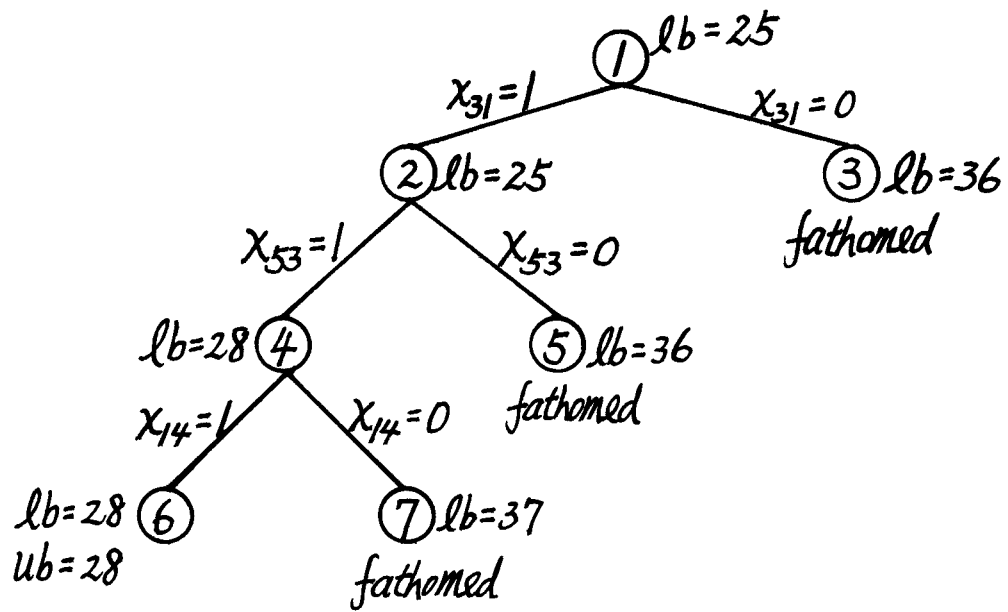 1 lb=25
x₃₁=1
x₃₁=0
2 lb=25
3 lb=36
fathomed
x₅₃=1
x₅₃=0
lb=28 4
5 lb=36
fathomed
x₁₄=1
x₁₄=0
lb=28 6
ub=28
7 lb=37
fathomed